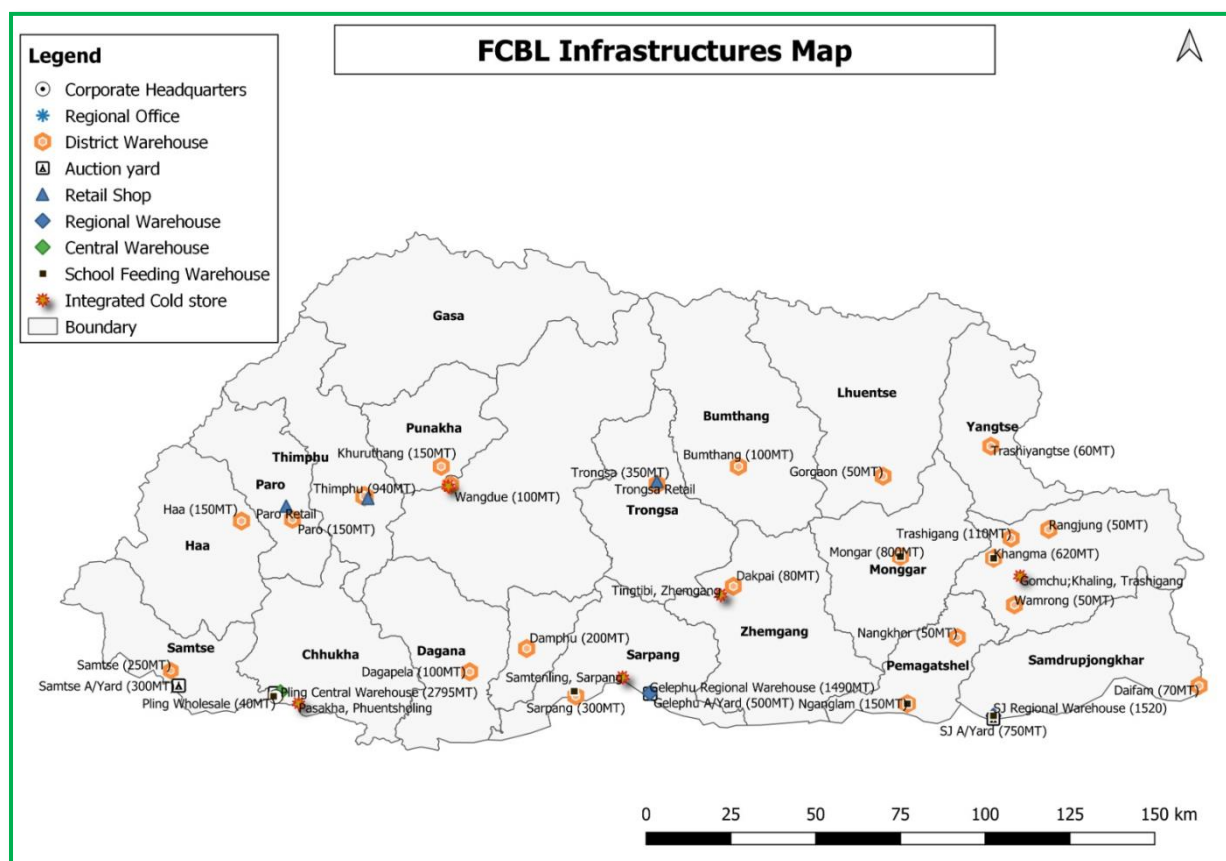 FCBL Infrastructures Map
Legend
Corporate Headquarters
Regional Office
District Warehouse
Auction yard
Retail Shop
Regional Warehouse
Central Warehouse
School Feeding Warehouse
Integrated Cold store
Boundary
Gasa
Punakha
Khuruthang (150MT)
Thimphu
Thimphu (940MT)
Wangdue (100MT)
Paro
Paro Retail
Paro (150MT)
Haa (150MT)
Haa
Bumthang
Bumthang (100MT)
Trongsa (350MT)
Trongsa Retail
Trongsa
Lhuentse
Gorgaon (50MT)
Yangtse
Trashiyangtse (60MT)
Rangjung (50MT)
Trashigang (110MT)
Mongar (800MT)
Monggar
Khangma (620MT)
Gomchu;Khaling, Trashigang
Wamrong (50MT)
Dakpai (80MT)
Tingtibi, Zhemgang
Zhemgang
Nangkhor (50MT)
Pemagatshel
Nganglam (150MT)
Samdrupjongkhar
Daifam (70MT)
SJ Regional Warehouse (1520)
SJ A/Yard (750MT)
Samtse
Samtse (250MT)
Samtse A/Yard (300MT)
Chhukha
Pling Central Warehouse (2795MT)
Pling Wholesale (40MT)
Pasakha, Phuentsholing
Dagana
Dagapela (100MT)
Damphu (200MT)
Sarpang
Samtenling, Sarpang
Sarpang (300MT)
Gelephu Regional Warehouse (1490MT)
Gelephu A/Yard (500MT)
0 25 50 75 100 125 150 km